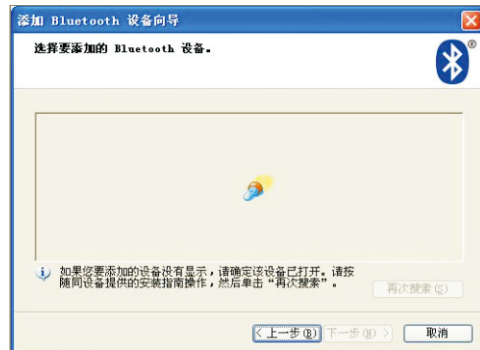 添加 Bluetooth 设备向导
选择要添加的 Bluetooth 设备。
如果您要添加的设备没有显示，请确定该设备已打开。请按
随同设备提供的安装指南操作，然后单击“再次搜索”。
再次搜索(S)
<上一步(B) 下一步(N)> 取消